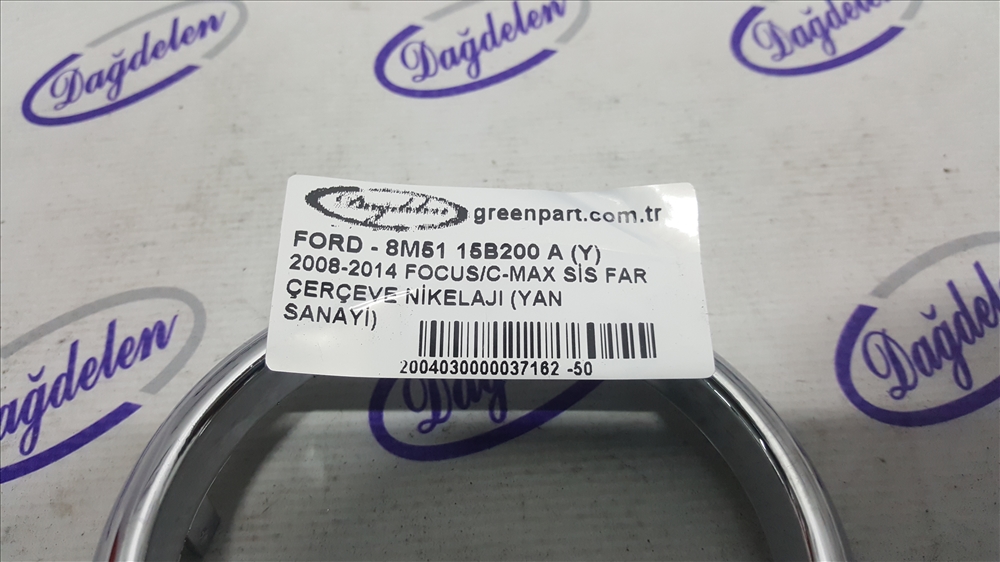 Dağdelen
Dağdelen
Dağdelen
Dağdelen greenpart.com.tr
FORD - 8M51 15B200 A (Y)
2008-2014 FOCUS/C-MAX SİS FAR
ÇERÇEVE NİKELAJI (YAN
SANAYİ)
2004030000037162 -50
Dağdelen
Dağdelen
Dağdelen